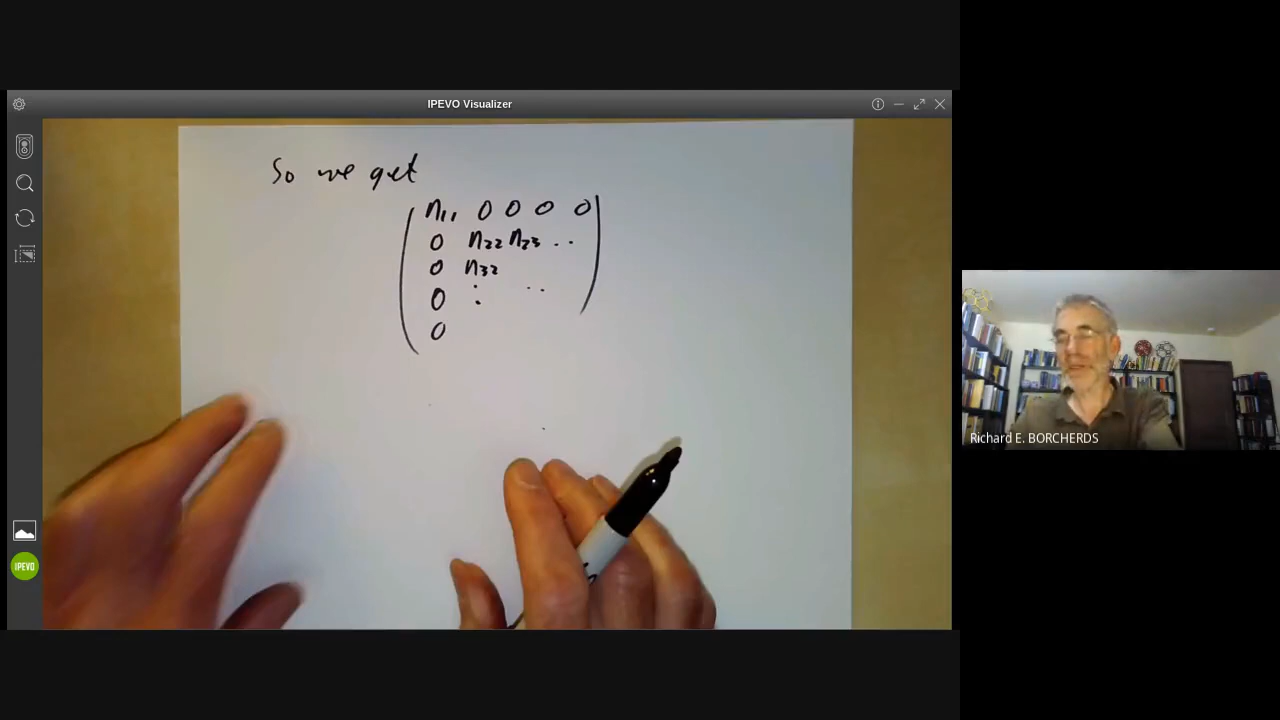 IPEVO Visualizer
So we get
n11 0 0 0 0
0 n22 n23 ..
0 n32
0 : ..
0
Richard E. BORCHERDS
IPEVO